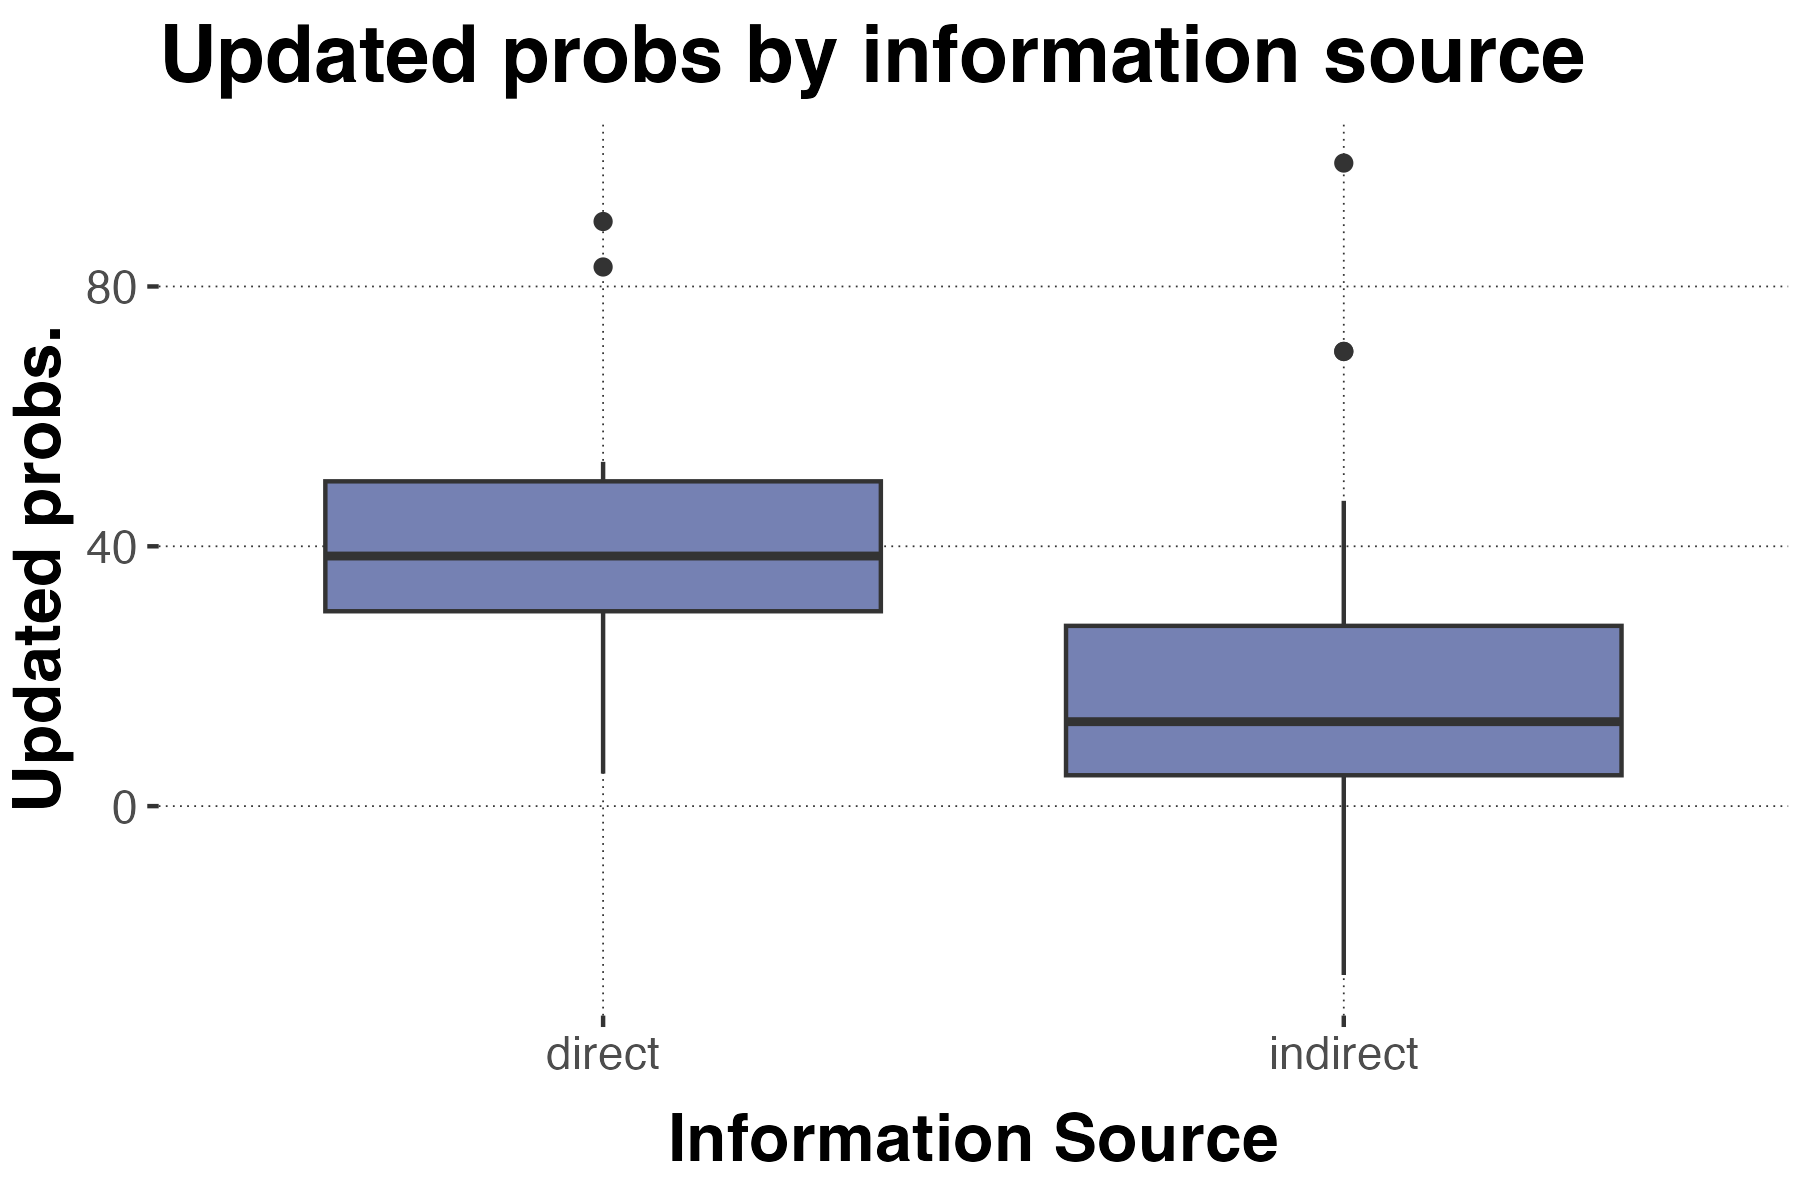 Updated probs by information source
Updated probs.
80
40
0
direct
indirect
Information Source